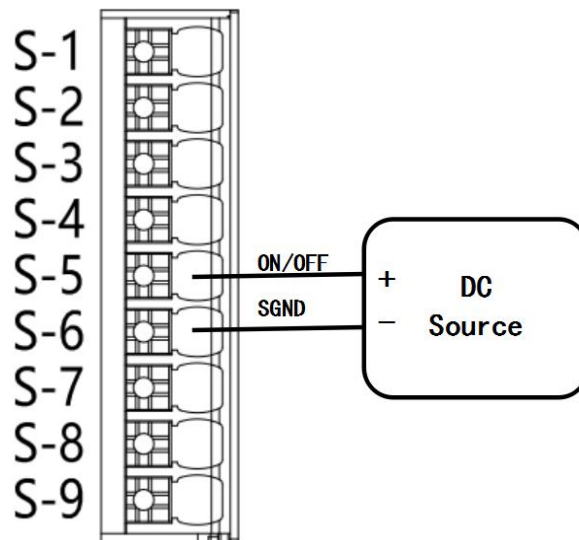 S-1
S-2
S-3
S-4
S-5
ON/OFF
+
DC
S-6
SGND
−
Source
S-7
S-8
S-9